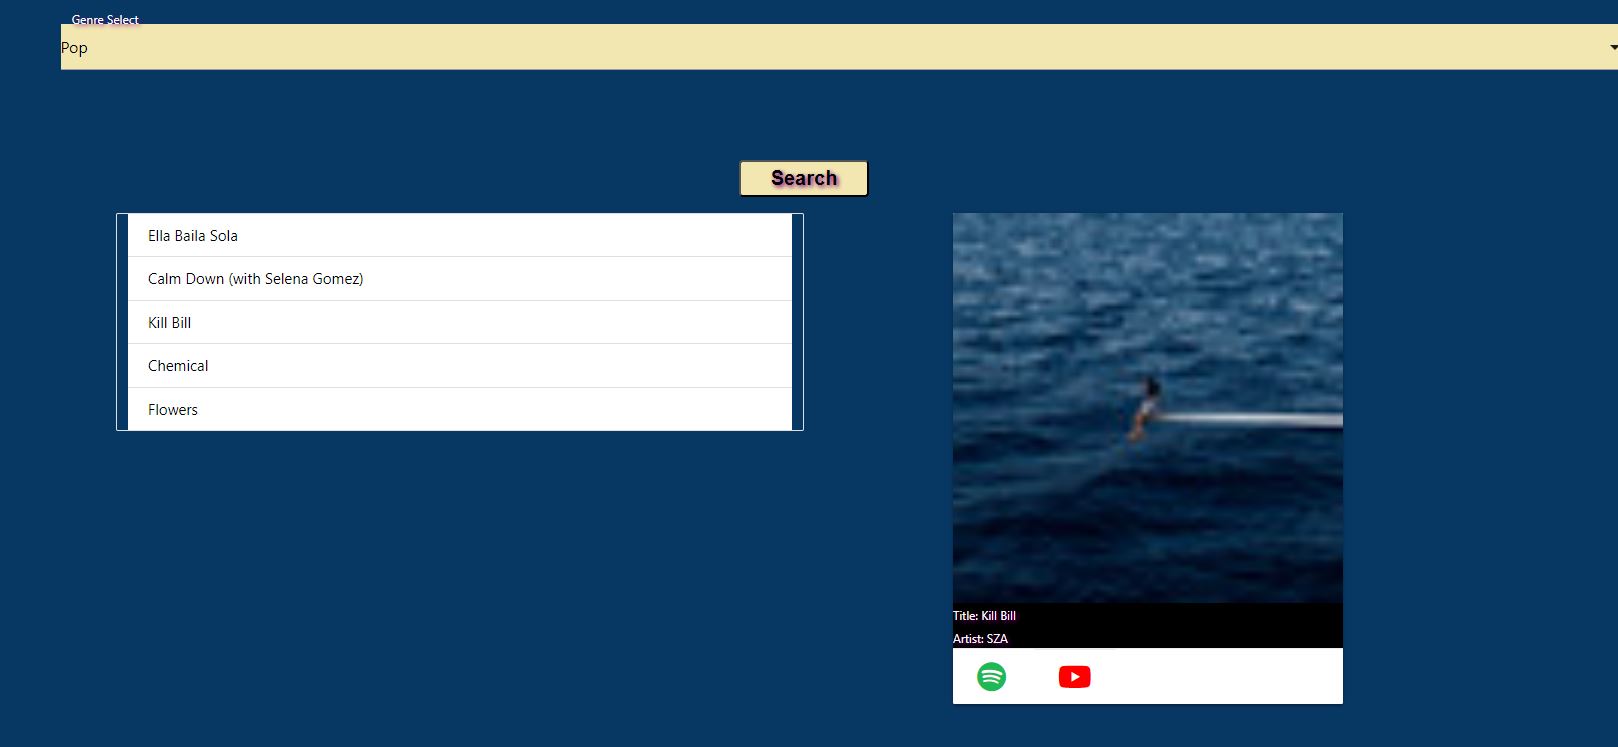 Genre Select
Pop
Search
Ella Baila Sola
Calm Down (with Selena Gomez)
Kill Bill
Chemical
Flowers
Title: Kill Bill
Artist: SZA